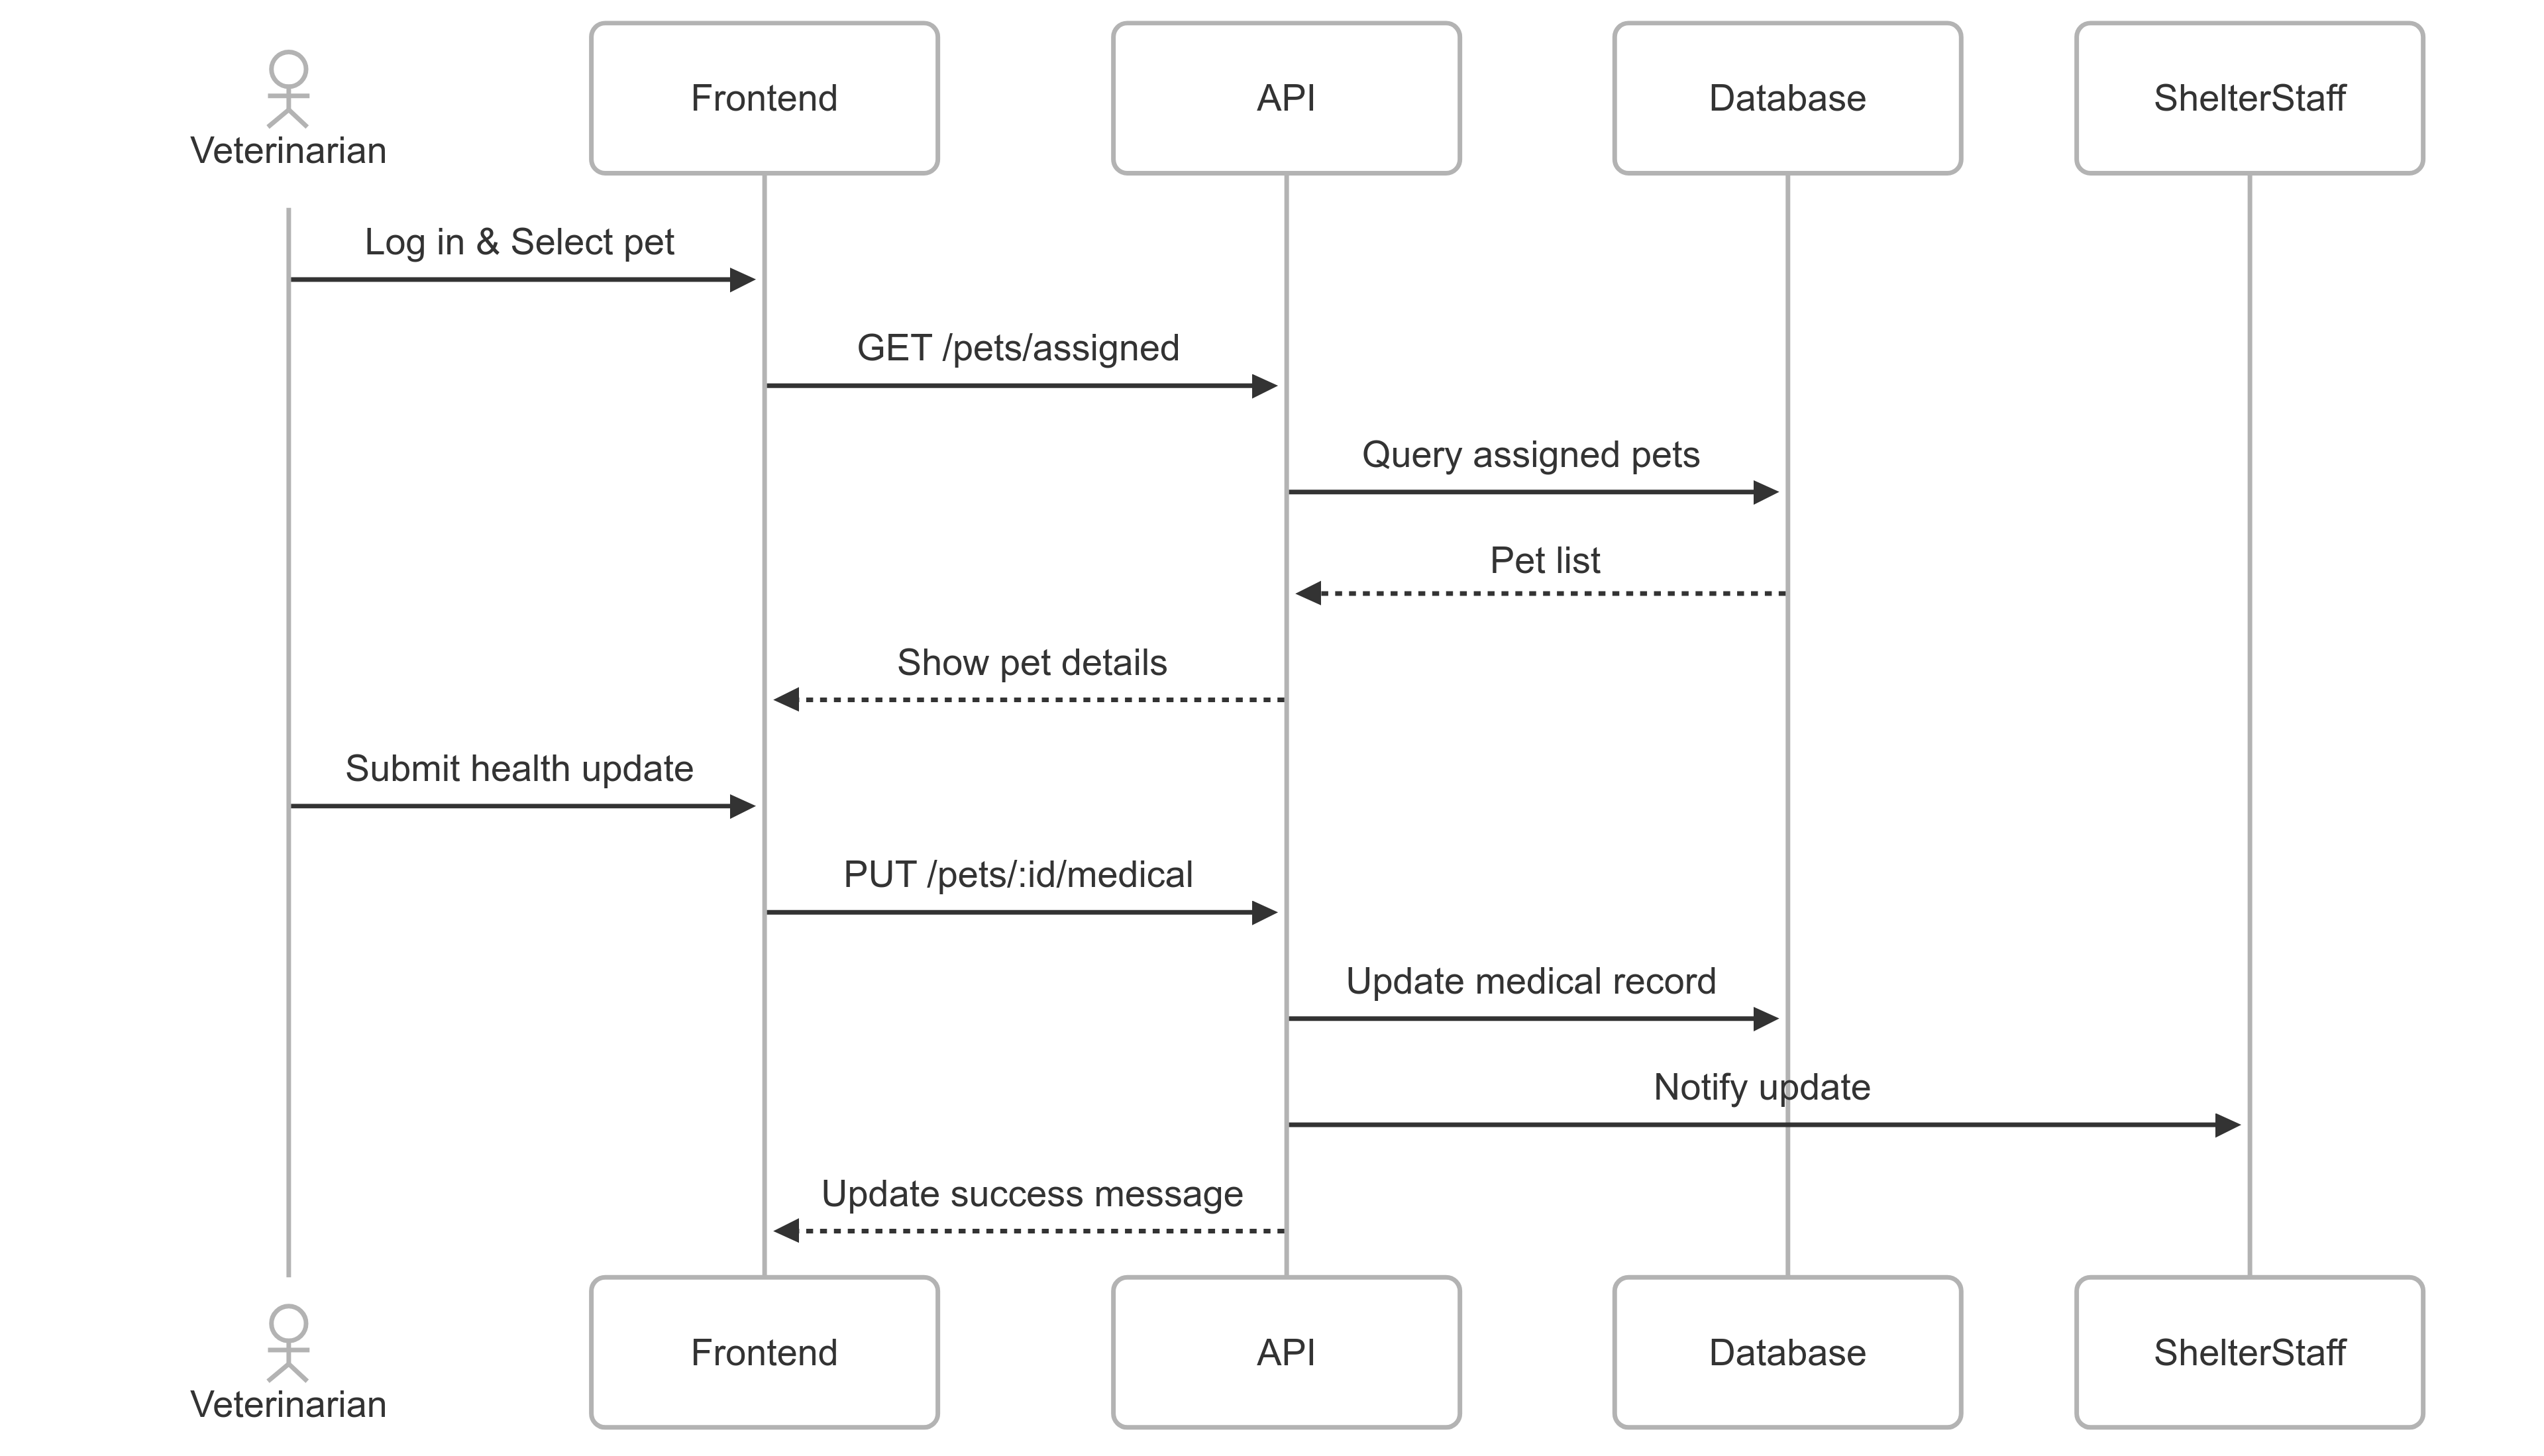 Veterinarian
Frontend
API
Database
ShelterStaff
Log in & Select pet
GET /pets/assigned
Query assigned pets
Pet list
Show pet details
Submit health update
PUT /pets/:id/medical
Update medical record
Notify update
Update success message
Veterinarian
Frontend
API
Database
ShelterStaff